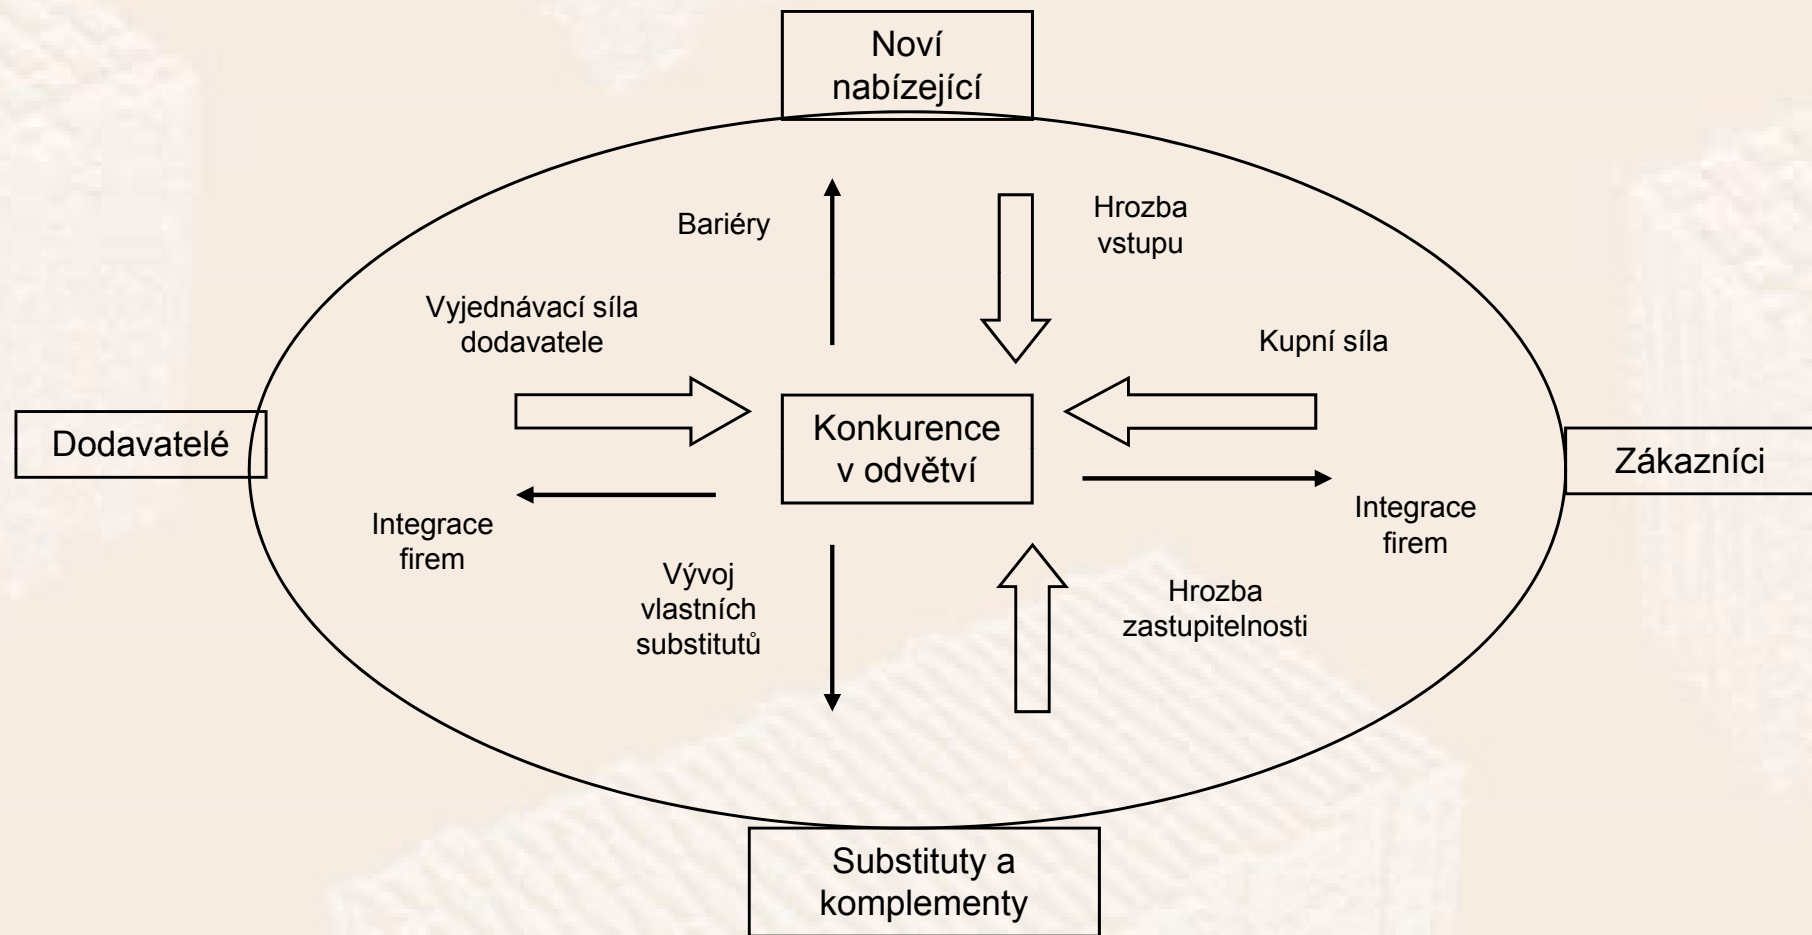 Noví
nabízející
Bariéry
Hrozba
vstupu
Vyjednávací síla
dodavatele
Kupní síla
Dodavatelé
Konkurence
v odvětví
Zákazníci
Integrace
firem
Integrace
firem
Vývoj
vlastních
substitutů
Hrozba
zastupitelnosti
Substituty a
komplementy